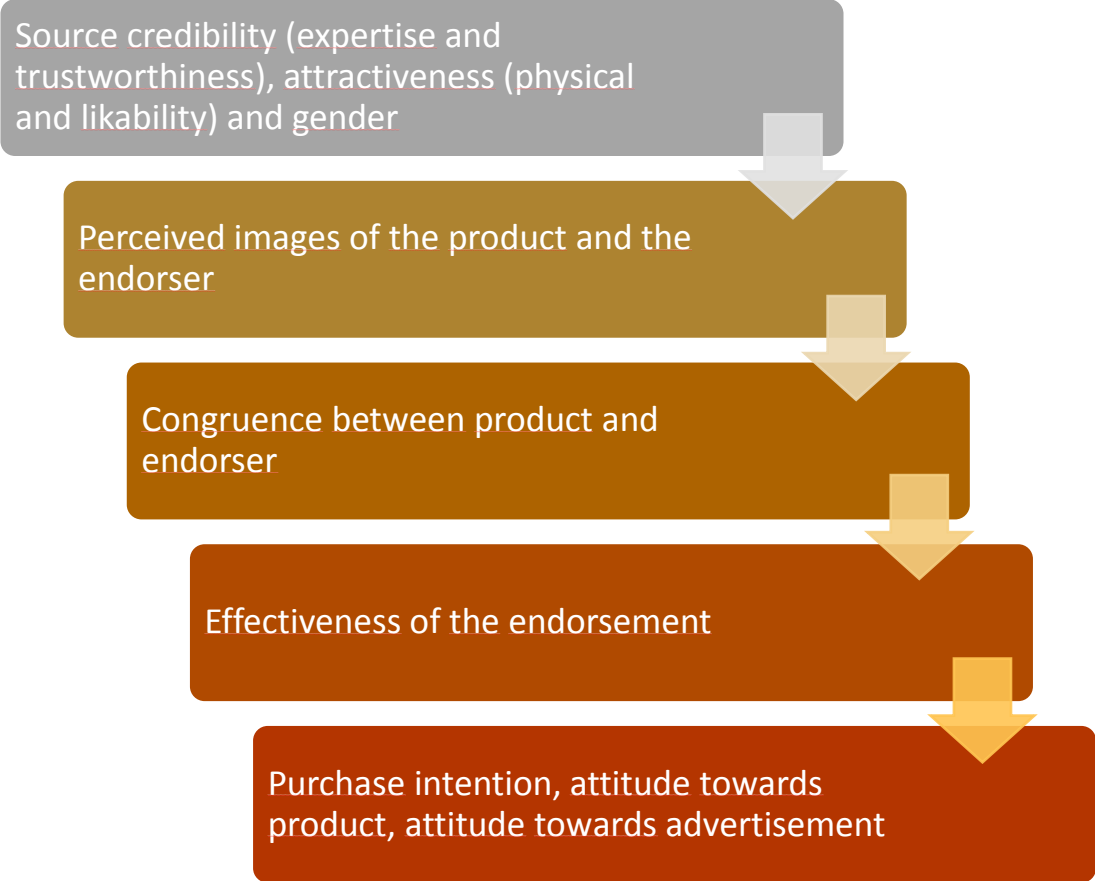 Source credibility (expertise and
trustworthiness), attractiveness (physical
and likability) and gender
Perceived images of the product and the
endorser
Congruence between product and
endorser
Effectiveness of the endorsement
Purchase intention, attitude towards
product, attitude towards advertisement